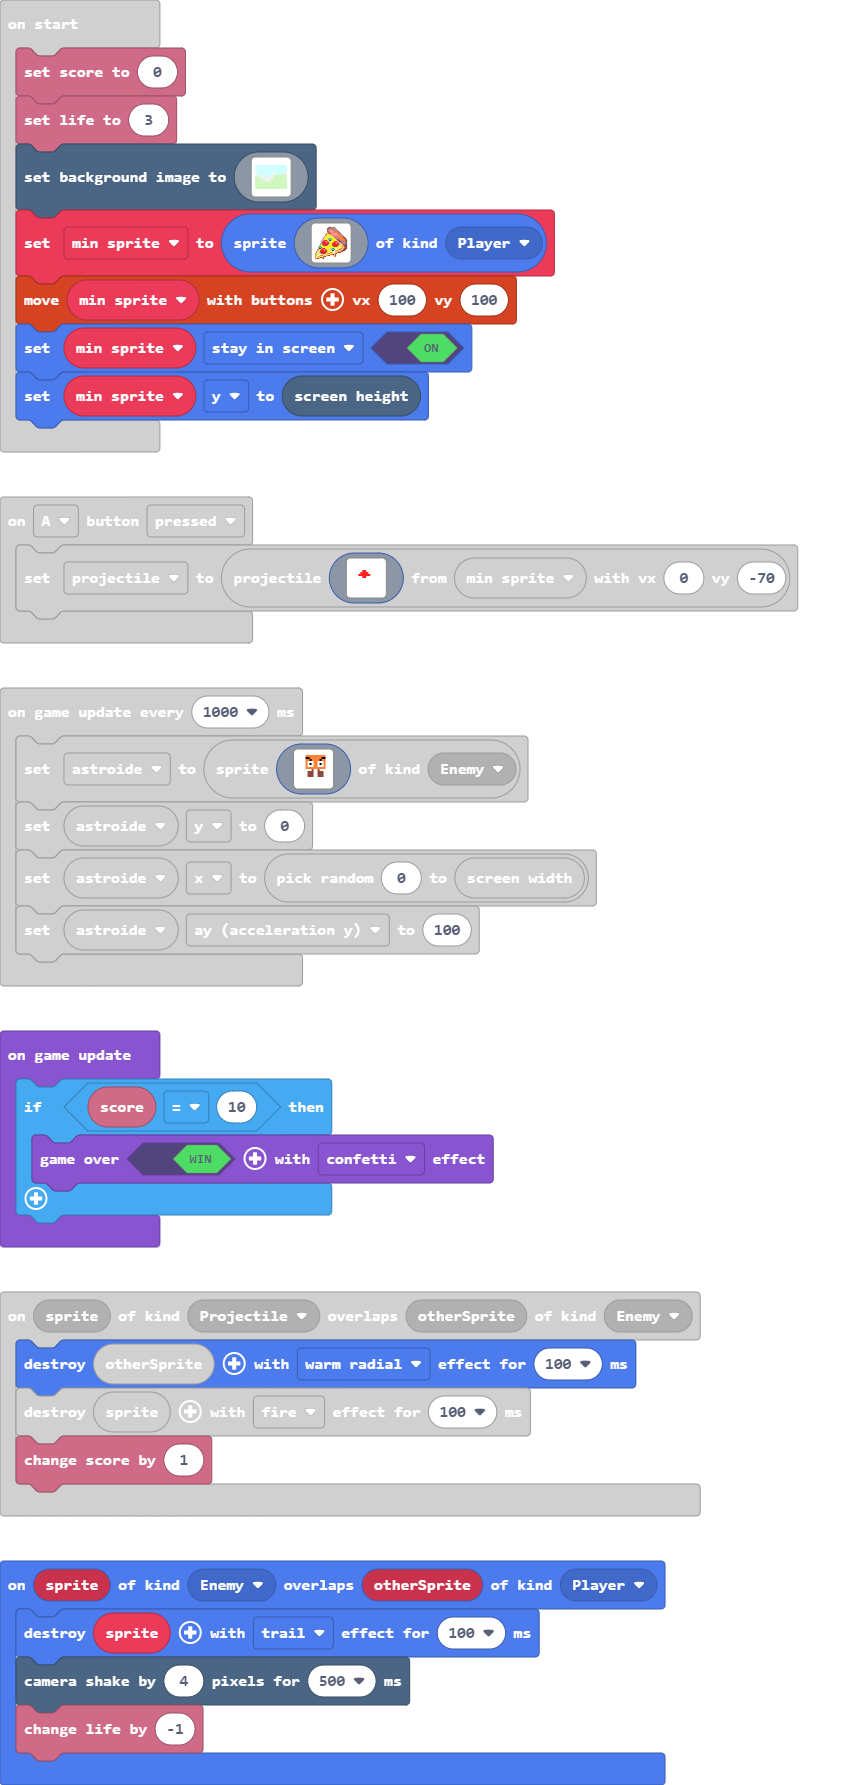 on start
set score to 0
set life to 3
set background image to
set min sprite to sprite of kind Player
move min sprite with buttons vx 100 vy 100
set min sprite stay in screen ON
set min sprite y to screen height
on A button pressed
set projectile to projectile from min sprite with vx 0 vy -70
on game update every 1000 ms
set astroide to sprite of kind Enemy
set astroide y to 0
set astroide x to pick random 0 to screen width
set astroide ay (acceleration y) to 100
on game update
if score = 10 then
game over WIN with confetti effect
on sprite of kind Projectile overlaps otherSprite of kind Enemy
destroy otherSprite with warm radial effect for 100 ms
destroy sprite with fire effect for 100 ms
change score by 1
on sprite of kind Enemy overlaps otherSprite of kind Player
destroy sprite with trail effect for 100 ms
camera shake by 4 pixels for 500 ms
change life by -1